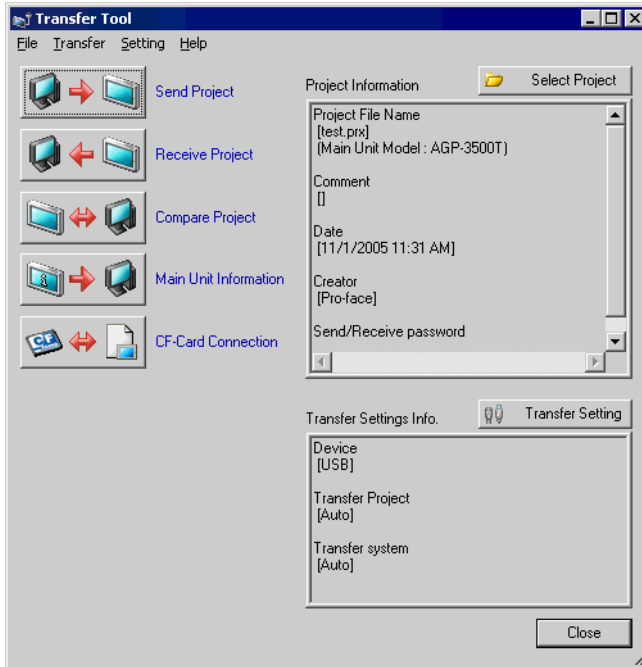 Transfer Tool
File Transfer Setting Help
Send Project
Receive Project
Compare Project
Main Unit Information
CF
CF-Card Connection
Project Information
Select Project
Project File Name
[test.prx]
(Main Unit Model : AGP-3500T)
Comment
[]
Date
[11/1/2005 11:31 AM]
Creator
[Pro-face]
Send/Receive password
Transfer Settings Info.
Transfer Setting
Device
[USB]
Transfer Project
[Auto]
Transfer system
[Auto]
Close